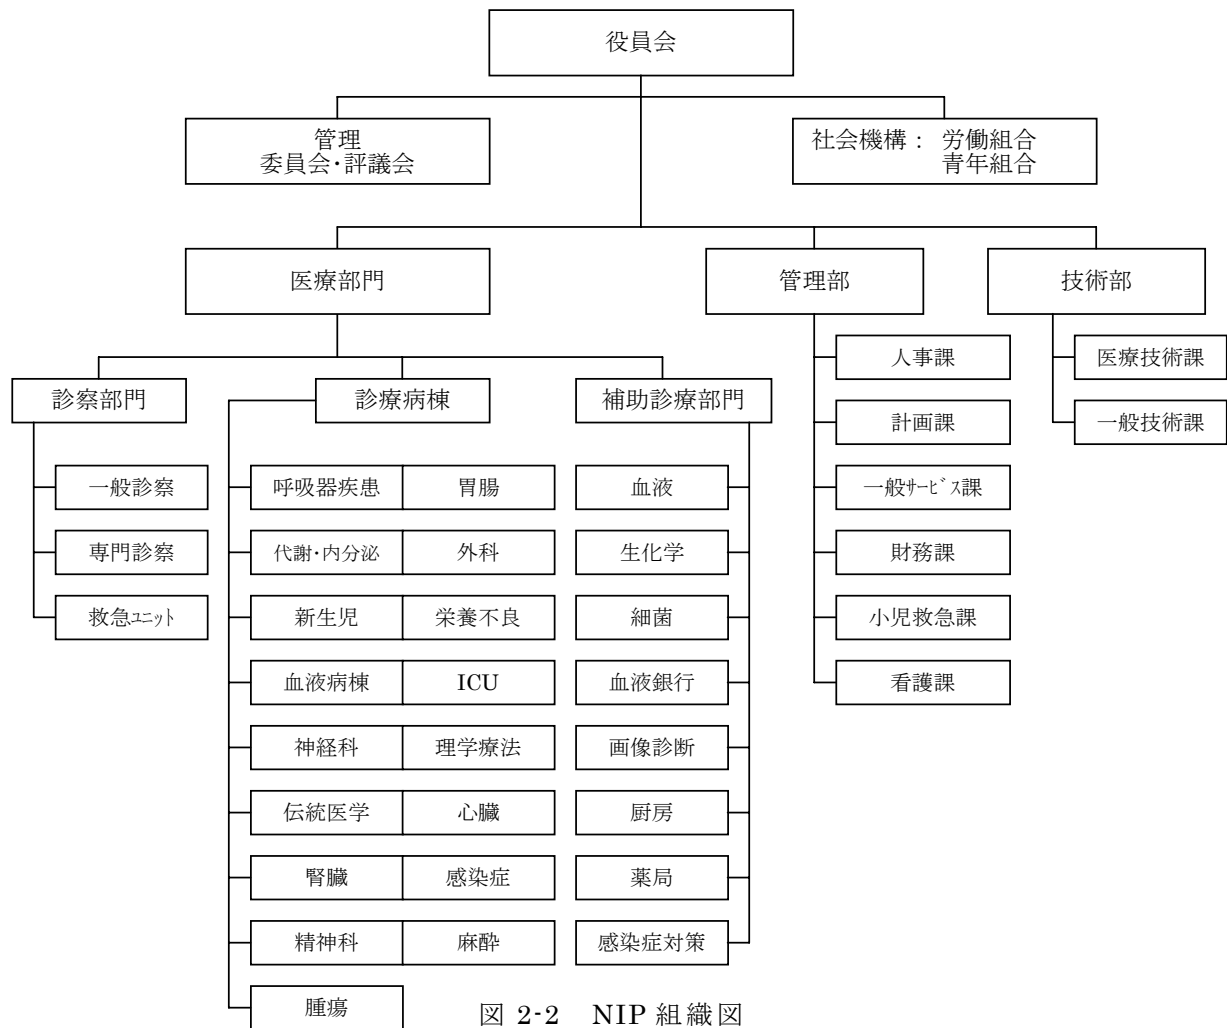 役員会
管理
委員会・評議会
社会機構： 労働組合
青年組合
医療部門
管理部
技術部
診察部門
診療病棟
補助診療部門
人事課
計画課
一般サービス課
財務課
小児救急課
看護課
医療技術課
一般技術課
一般診察
専門診察
救急ユニット
呼吸器疾患
胃腸
代謝・内分泌
外科
新生児
栄養不良
血液病棟
ICU
神経科
理学療法
伝統医学
心臓
腎臓
感染症
精神科
麻酔
腫瘍
血液
生化学
細菌
血液銀行
画像診断
厨房
薬局
感染症対策
図 2-2 NIP 組織図